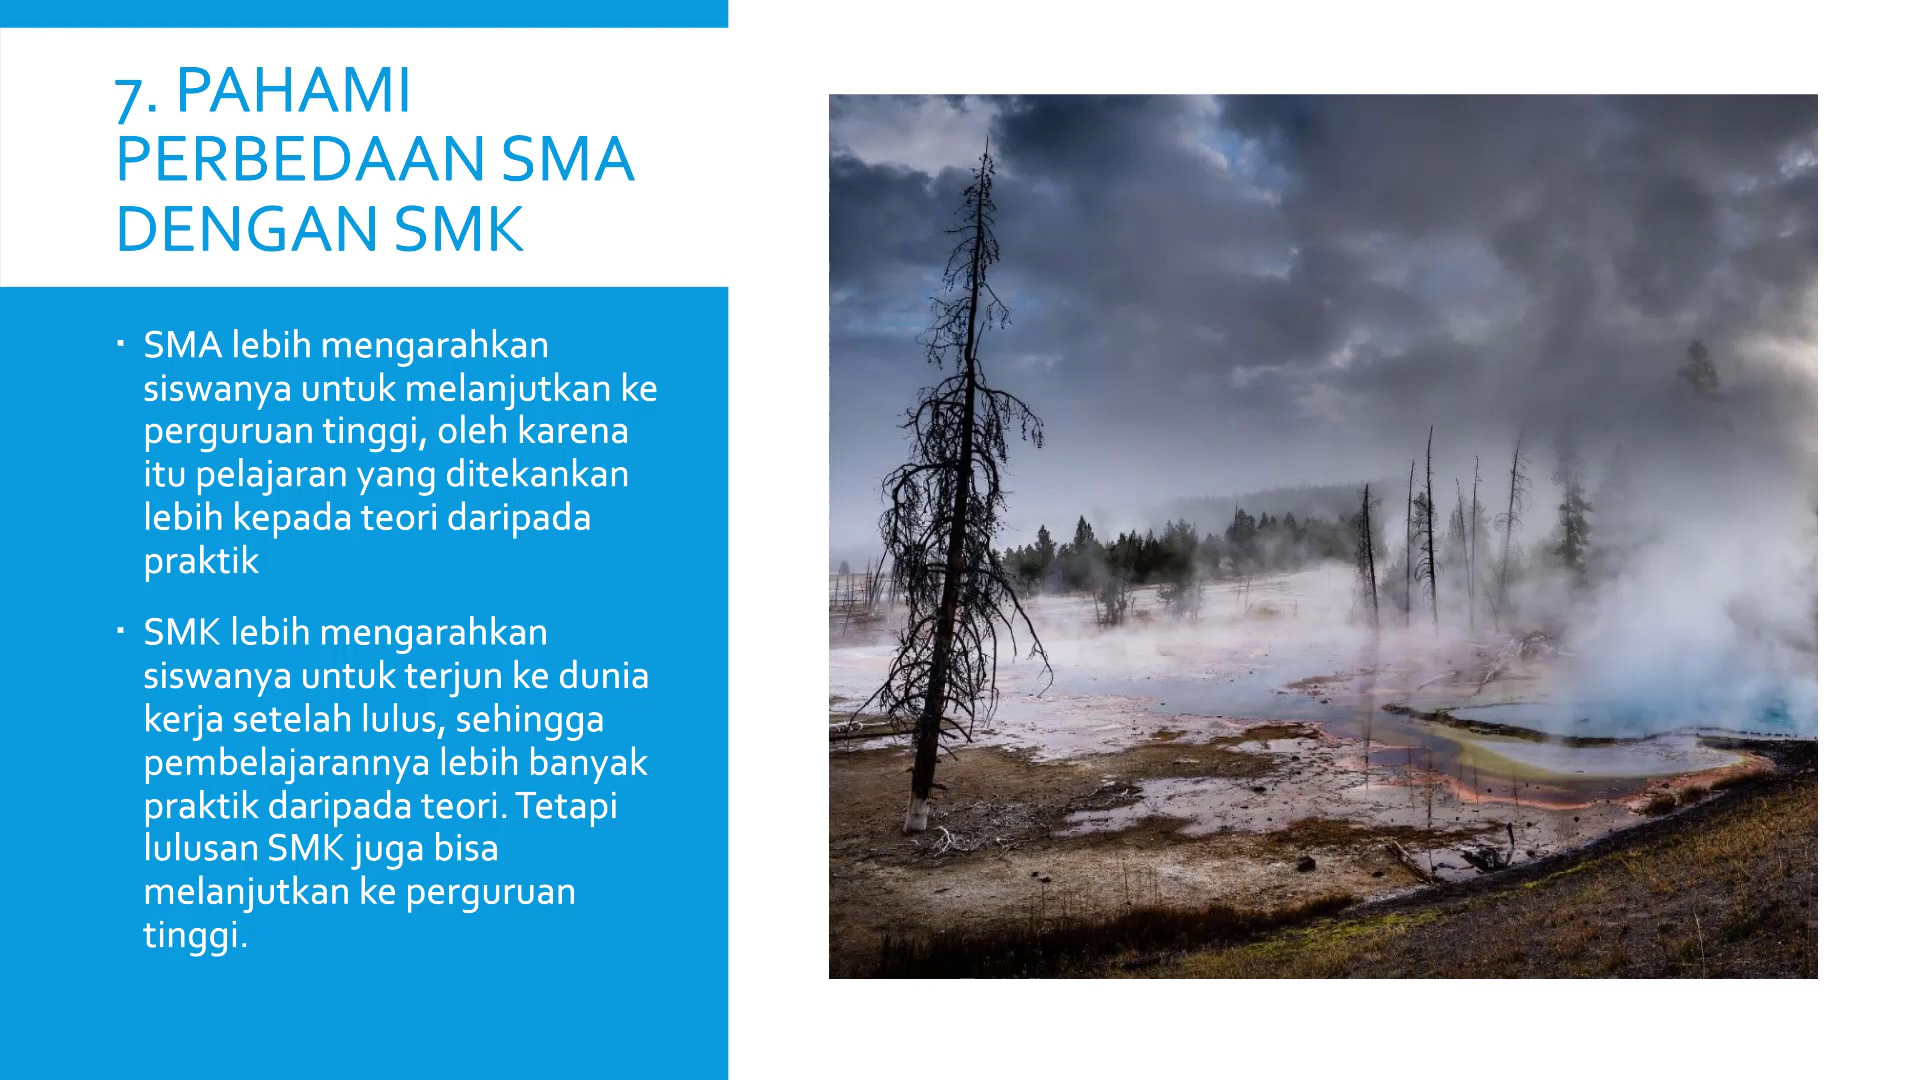 7. PAHAMI
PERBEDAAN SMA
DENGAN SMK
▪ SMA lebih mengarahkan
siswanya untuk melanjutkan ke
perguruan tinggi, oleh karena
itu pelajaran yang ditekankan
lebih kepada teori daripada
praktik
▪ SMK lebih mengarahkan
siswanya untuk terjun ke dunia
kerja setelah lulus, sehingga
pembelajarannya lebih banyak
praktik daripada teori. Tetapi
lulusan SMK juga bisa
melanjutkan ke perguruan
tinggi.